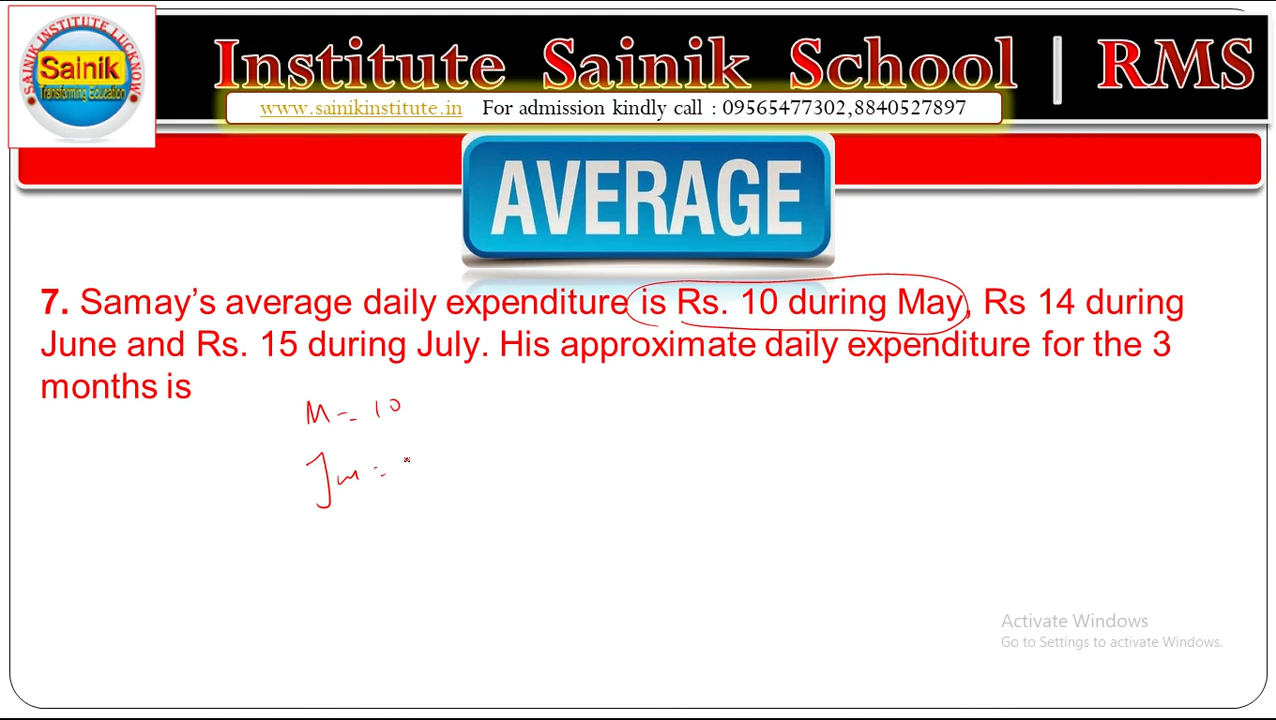 SAINIK INSTITUTE LUCKNOW
Sainik
Transforming Education
Institute Sainik School | RMS
www.sainikinstitute.in For admission kindly call : 09565477302,8840527897
AVERAGE
7. Samay’s average daily expenditure is Rs. 10 during May, Rs 14 during
June and Rs. 15 during July. His approximate daily expenditure for the 3
months is
M = 10
Activate Windows
Go to Settings to activate Windows.